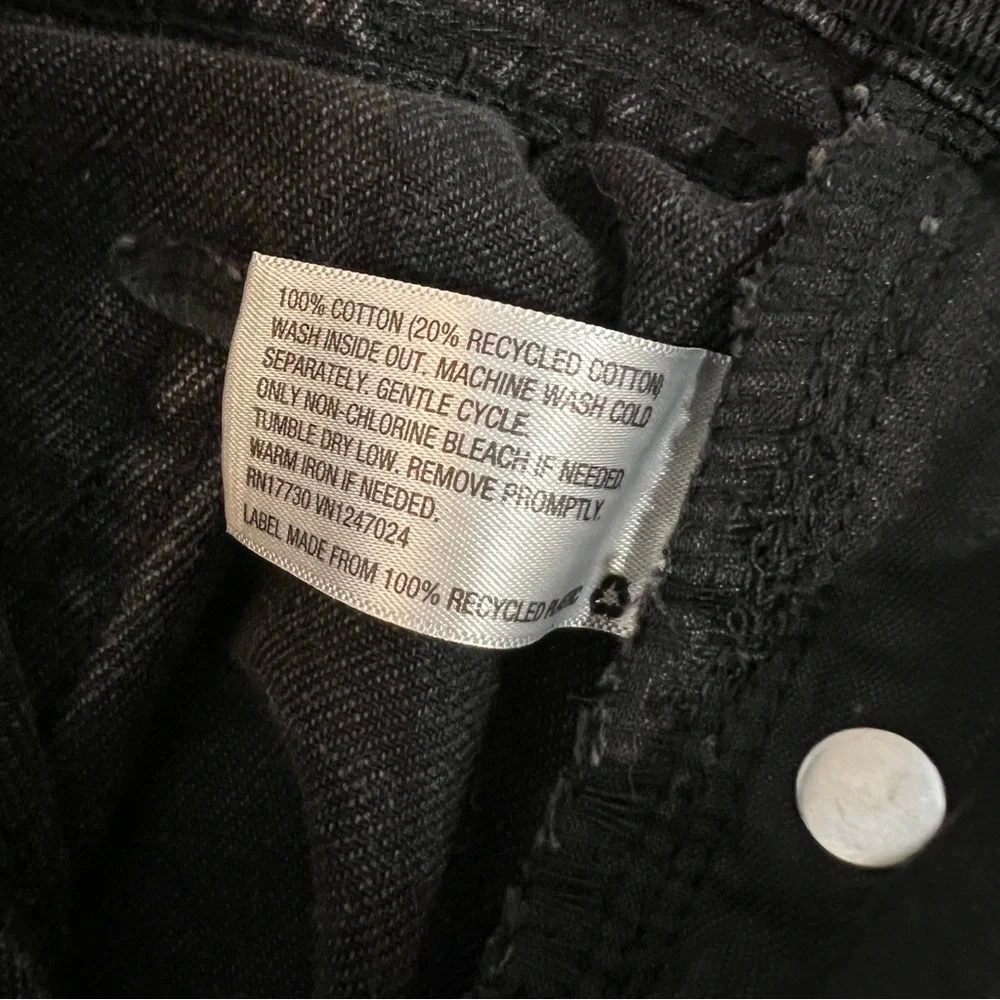 100% COTTON (20% RECYCLED COTTON)
WASH INSIDE OUT. MACHINE WASH COLD
SEPARATELY. GENTLE CYCLE.
ONLY NON-CHLORINE BLEACH IF NEEDED.
TUMBLE DRY LOW. REMOVE PROMPTLY.
WARM IRON IF NEEDED.
RN17730 VN1247024
LABEL MADE FROM 100% RECYCLED PLASTIC